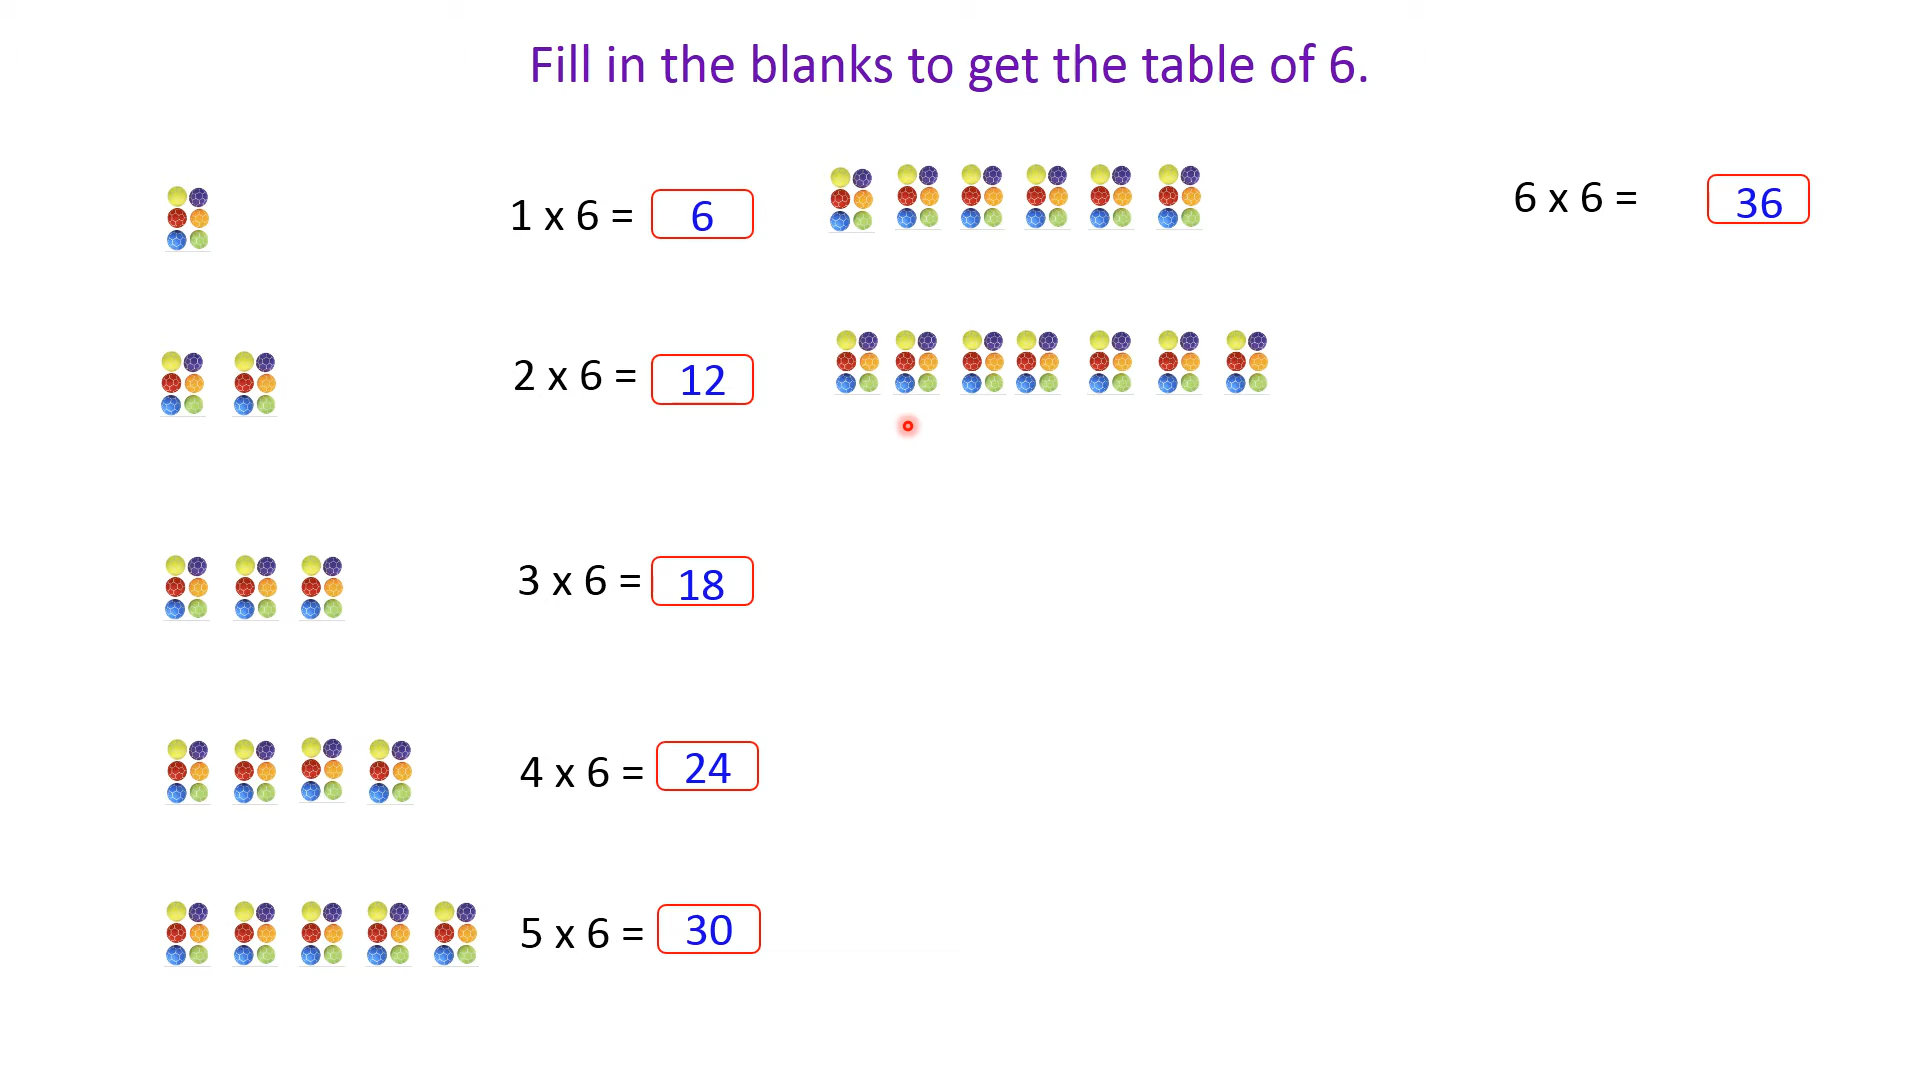 Fill in the blanks to get the table of 6.
1 x 6 = 6
2 x 6 = 12
3 x 6 = 18
4 x 6 = 24
5 x 6 = 30
6 x 6 = 36